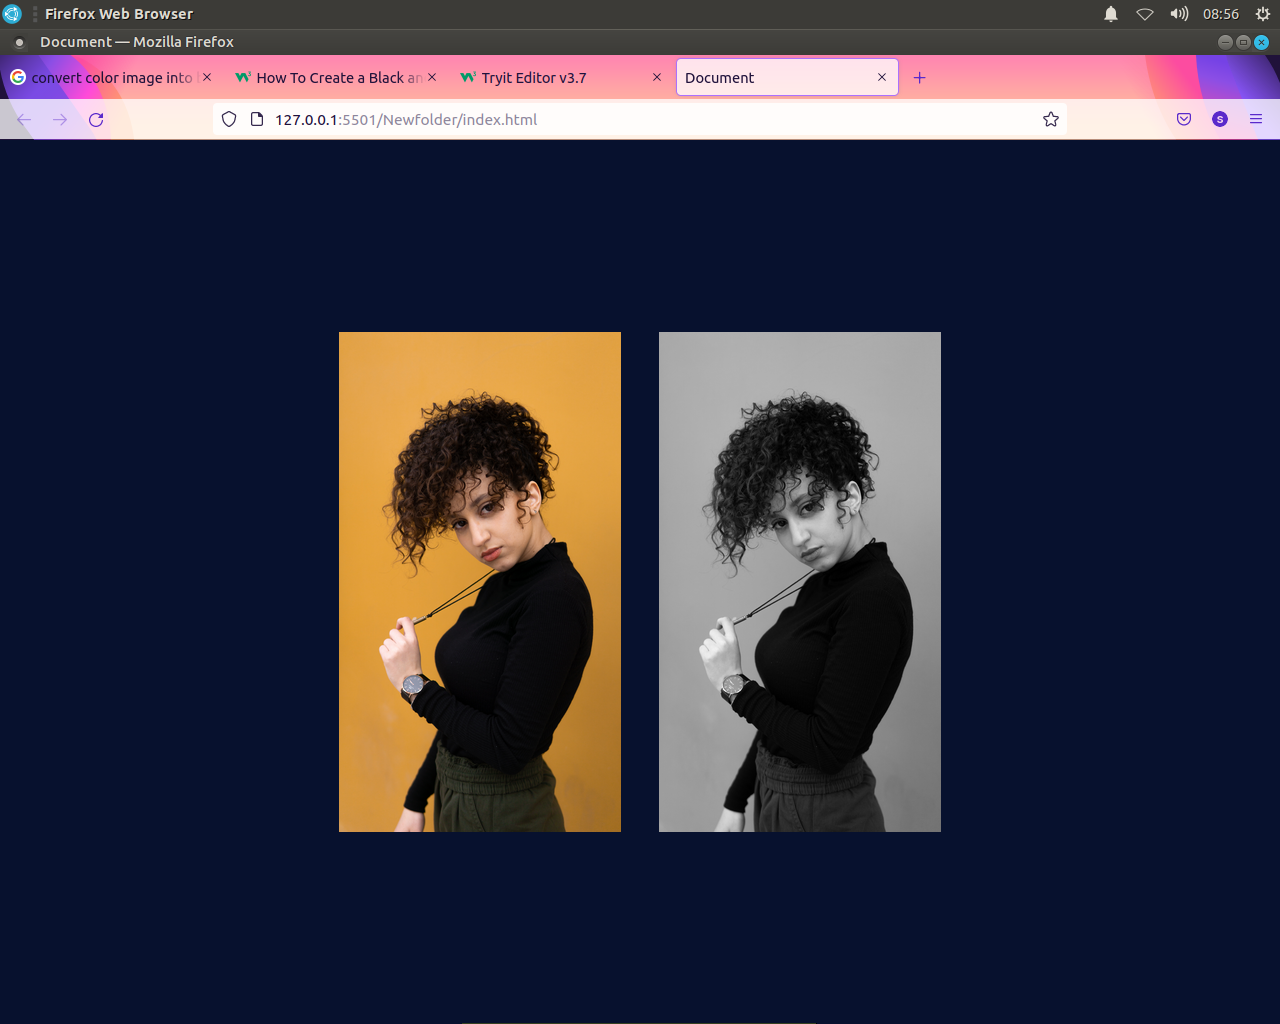 Firefox Web Browser
08:56
Document — Mozilla Firefox
convert color image into
How To Create a Black an
Tryit Editor v3.7
Document
127.0.0.1:5501/Newfolder/index.html
S